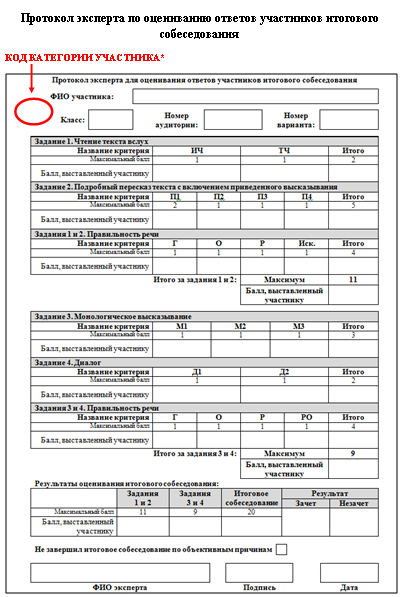 Протокол эксперта по оцениванию ответов участников итогового
собеседования
КОД КАТЕГОРИИ УЧАСТНИКА*
Протокол эксперта для оценивания ответов участников итогового собеседования
ФИО участника:
Класс: Номер аудитории: Номер варианта:
Задание 1. Чтение текста вслух
Название критерия ИЧ ТЧ Итого
Максимальный балл 1 1 2
Балл, выставленный участнику
Задание 2. Подробный пересказ текста с включением приведенного высказывания
Название критерия П1 П2 П3 П4 Итого
Максимальный балл 2 1 1 1 5
Балл, выставленный участнику
Задания 1 и 2. Правильность речи
Название критерия Г О Р Иск. Итого
Максимальный балл 1 1 1 1 4
Балл, выставленный участнику
Итого за задания 1 и 2: Максимум 11
Балл, выставленный участнику
Задание 3. Монологическое высказывание
Название критерия М1 М2 М3 Итого
Максимальный балл 1 1 1 3
Балл, выставленный участнику
Задание 4. Диалог
Название критерия Д1 Д2 Итого
Максимальный балл 1 1 2
Балл, выставленный участнику
Задания 3 и 4. Правильность речи
Название критерия Г О Р РО Итого
Максимальный балл 1 1 1 1 4
Балл, выставленный участнику
Итого за задания 3 и 4: Максимум 9
Балл, выставленный участнику
Результаты оценивания итогового собеседования:
Задания 1 и 2 Задания 3 и 4 Итоговое собеседование Результат
Зачет Незачет
Максимальный балл 11 9 20
Балл, выставленный участнику
Не завершил итоговое собеседование по объективным причинам
ФИО эксперта Подпись Дата